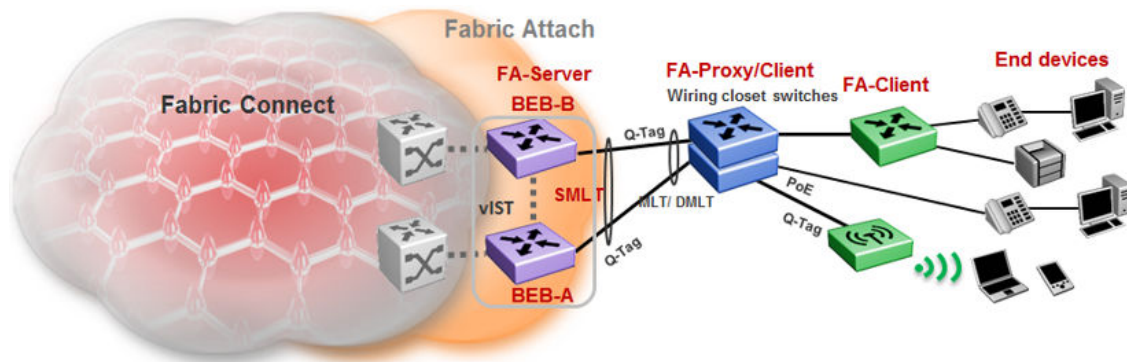 Fabric Attach
FA-Server
BEB-B
FA-Proxy/Client
Wiring closet switches
FA-Client
End devices
Fabric Connect
Q-Tag
SMLT
vIST
MLT/ DMLT
PoE
Q-Tag
Q-Tag
BEB-A